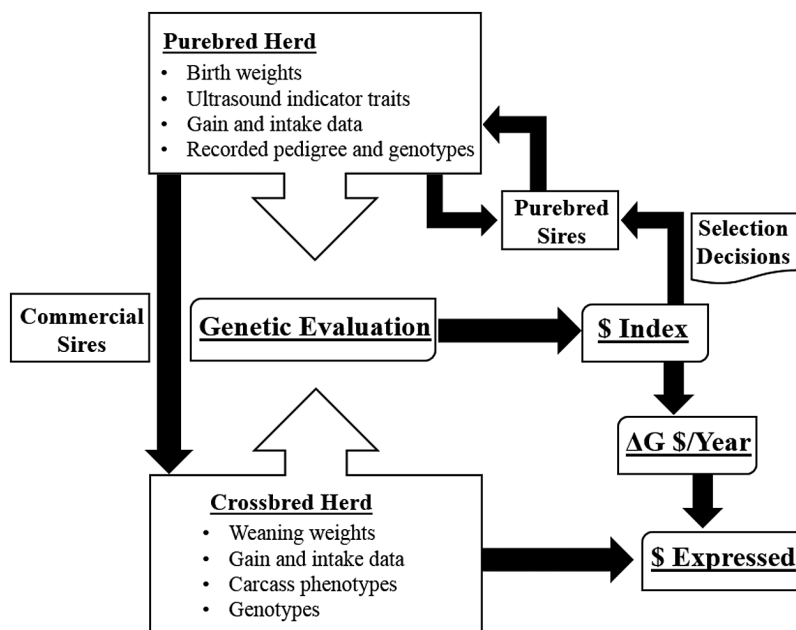 Purebred Herd
• Birth weights
• Ultrasound indicator traits
• Gain and intake data
• Recorded pedigree and genotypes
Purebred
Sires
Selection
Decisions
Commercial
Sires
Genetic Evaluation
$ Index
ΔG $/Year
Crossbred Herd
• Weaning weights
• Gain and intake data
• Carcass phenotypes
• Genotypes
$ Expressed